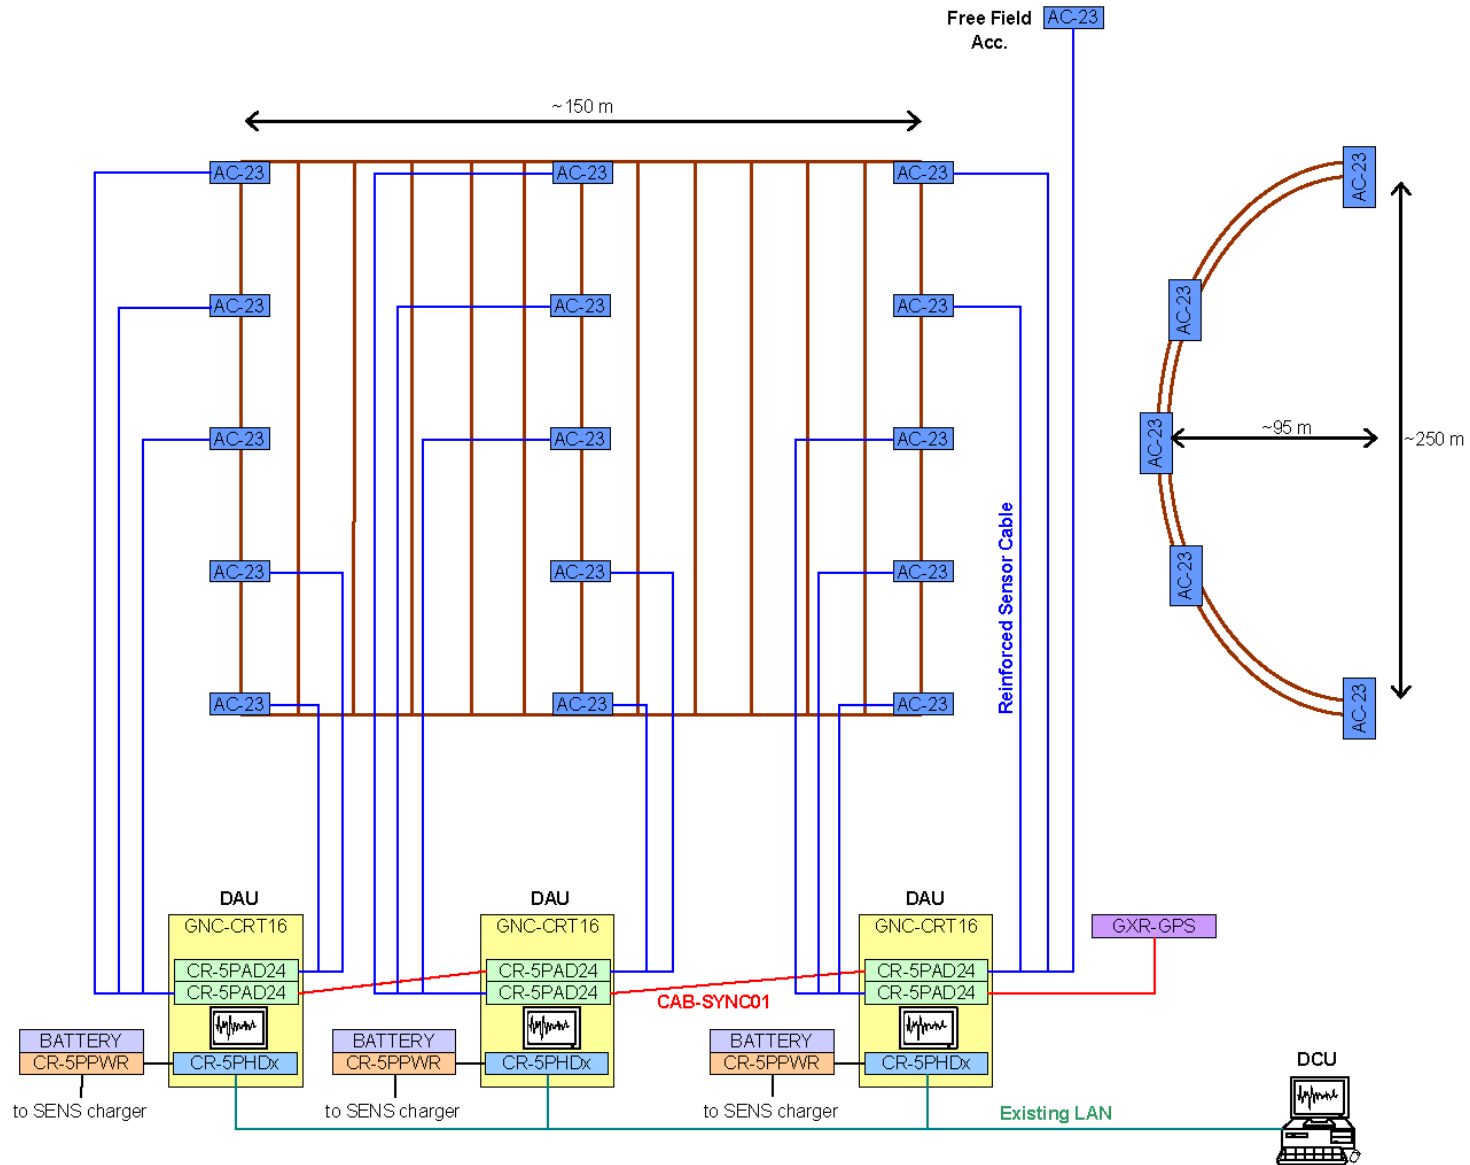 Free Field
Acc.
AC-23
~150 m
AC-23
AC-23
AC-23
AC-23
AC-23
AC-23
AC-23
AC-23
AC-23
AC-23
AC-23
AC-23
~95 m
~250 m
AC-23
AC-23
AC-23
AC-23
AC-23
AC-23
AC-23
AC-23
Reinforced Sensor Cable
DAU
DAU
DAU
GNC-CRT16
GNC-CRT16
GNC-CRT16
GXR-GPS
CR-5PAD24
CR-5PAD24
CR-5PAD24
CR-5PAD24
CR-5PAD24
CR-5PAD24
CAB-SYNC01
BATTERY
BATTERY
BATTERY
CR-5PPWR
CR-5PHDx
CR-5PPWR
CR-5PHDx
CR-5PPWR
CR-5PHDx
DCU
to SENS charger
to SENS charger
to SENS charger
Existing LAN